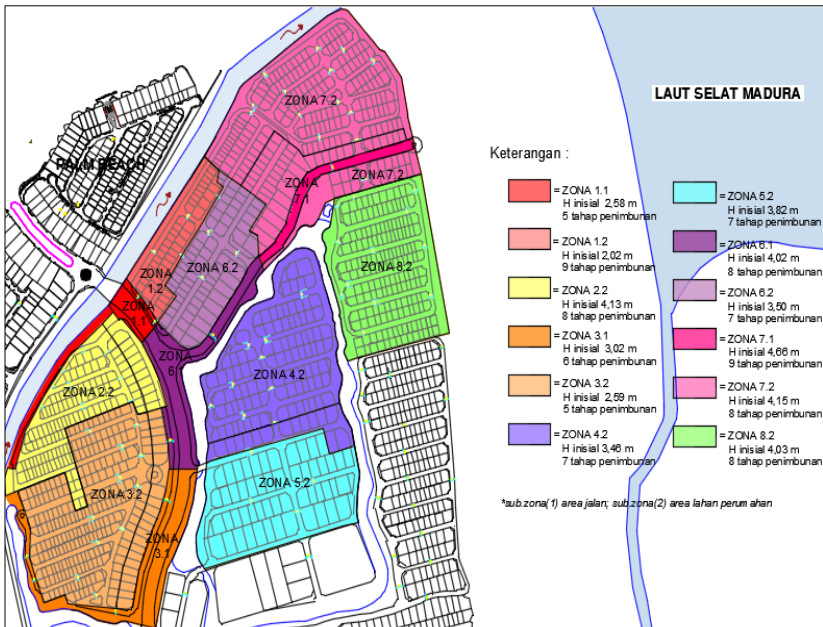 ZONA 7.2
LAUT SELAT MADURA
PALM BEACH
ZONA
7.1
ZONA 7.2
ZONA
1.2
ZONA 6.2
ZONA 8.2
ZONA
1.1
ZONA
6.1
ZONA 4.2
ZONA 2.2
ZONA 3.2
ZONA 5.2
ZONA
3.1
Keterangan :
= ZONA 1.1
H inisial 2,58 m
5 tahap penimbunan
= ZONA 1.2
H inisial 2,02 m
9 tahap penimbunan
= ZONA 2.2
H inisial 4,13 m
8 tahap penimbunan
= ZONA 3.1
H inisial 3,02 m
6 tahap penimbunan
= ZONA 3.2
H inisial 2,59 m
5 tahap penimbunan
= ZONA 4.2
H inisial 3,46 m
7 tahap penimbunan
= ZONA 5.2
H inisial 3,82 m
7 tahap penimbunan
= ZONA 6.1
H inisial 4,02 m
8 tahap penimbunan
= ZONA 6.2
H inisial 3,50 m
7 tahap penimbunan
= ZONA 7.1
H inisial 4,66 m
9 tahap penimbunan
= ZONA 7.2
H inisial 4,15 m
8 tahap penimbunan
= ZONA 8.2
H inisial 4,03 m
8 tahap penimbunan
*sub.zona(1) area jalan; sub.zona(2) area lahan perumahan